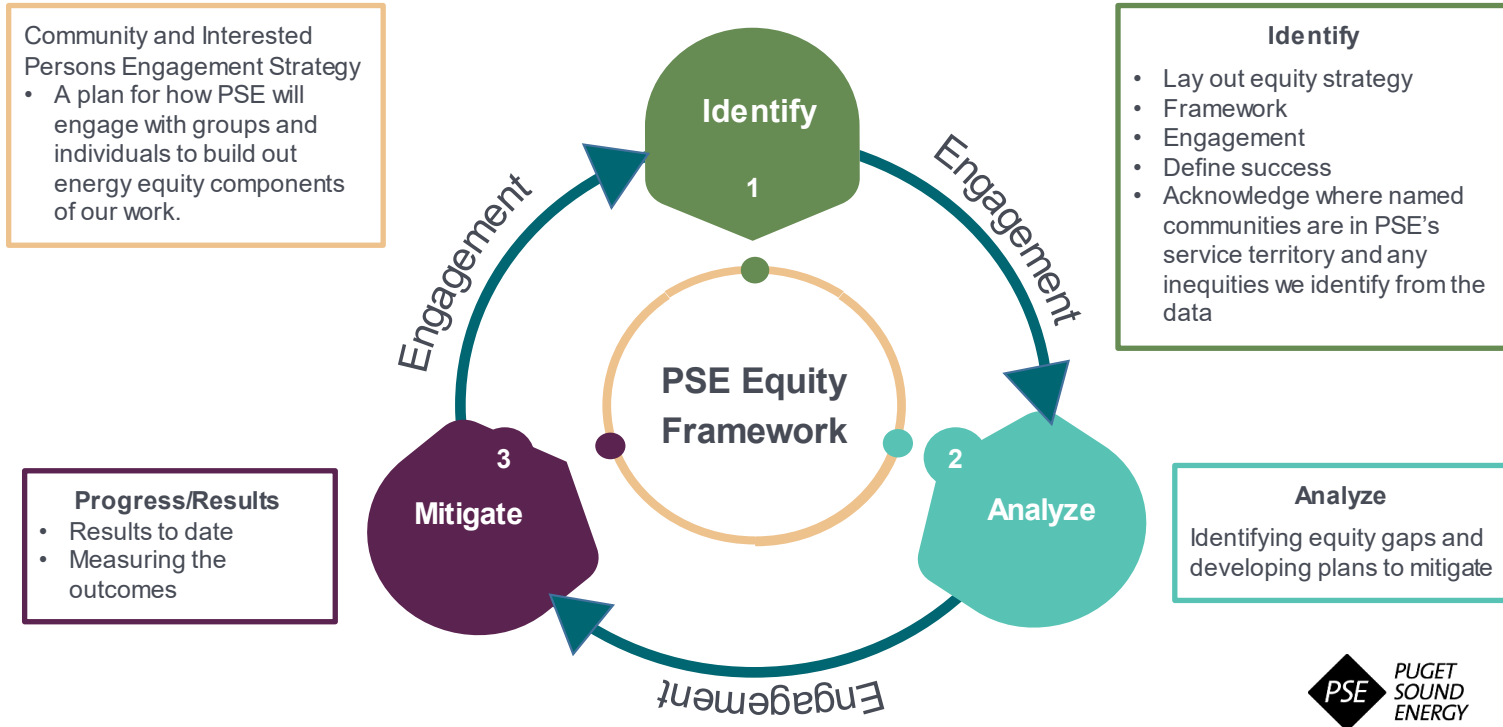 Community and Interested
Persons Engagement Strategy
• A plan for how PSE will
engage with groups and
individuals to build out
energy equity components
of our work.
Identify
1
Engagement
Engagement
Identify
• Lay out equity strategy
• Framework
• Engagement
• Define success
• Acknowledge where named
communities are in PSE’s
service territory and any
inequities we identify from the
data
PSE Equity
Framework
3
Mitigate
2
Analyze
Progress/Results
• Results to date
• Measuring the
outcomes
Analyze
Identifying equity gaps and
developing plans to mitigate
Engagement
PSE
PUGET
SOUND
ENERGY